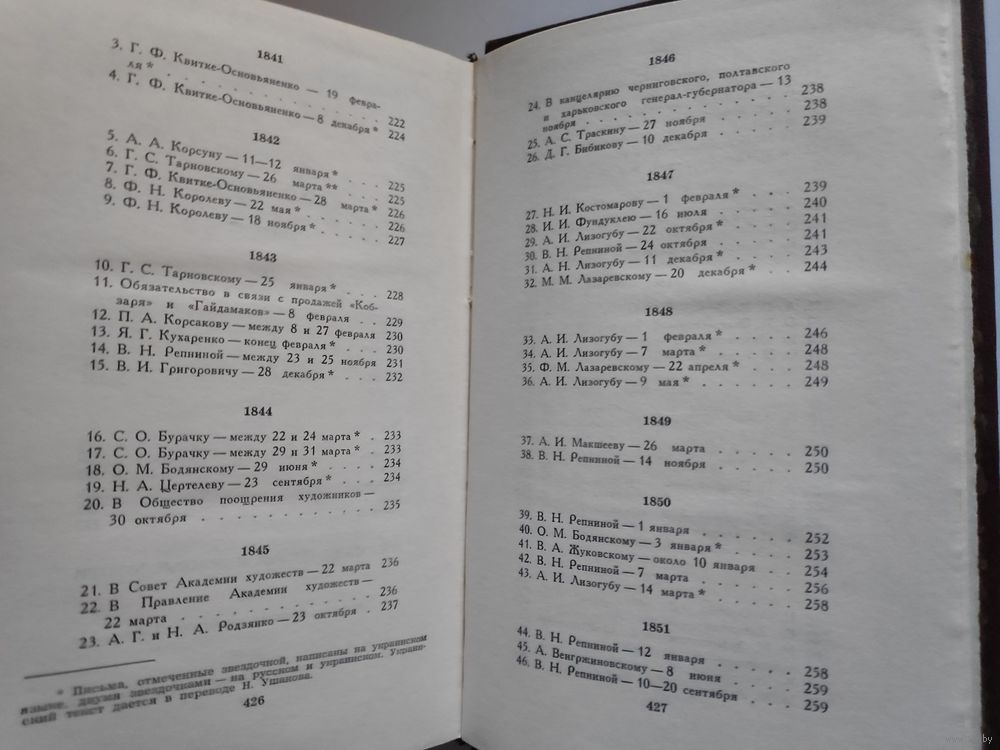 1841
3. Г. Ф. Квитке-Основьяненко — 19 февра-
ля * . . . . . . . . . . 222
4. Г. Ф. Квитке-Основьяненко — 8 декабря * 224
1842
5. А. А. Корсуну — 11—12 января * . . . 225
6. Г. С. Тарновскому — 26 марта ** . . . 225
7. Г. Ф. Квитке-Основьяненко — 28 марта * 226
8. Ф. Н. Королеву — 22 мая * . . . . . 226
9. Ф. Н. Королеву — 18 ноября * . . . . 227
1843
10. Г. С. Тарновскому — 25 января * . . . 228
11. Обязательство в связи с продажей «Коб-
заря» и «Гайдамаков» — 8 февраля . . 229
12. П. А. Корсакову — между 8 и 27 февраля 230
13. Я. Г. Кухаренко — конец февраля * . . . 230
14. В. Н. Репниной — между 23 и 25 ноября 231
15. В. И. Григоровичу — 28 декабря * . . . 232
1844
16. С. О. Бурачку — между 22 и 24 марта * . 233
17. С. О. Бурачку — между 29 и 31 марта * . 233
18. О. М. Бодянскому — 29 июня * . . . . 234
19. Н. А. Цертелеву — 23 сентября * . . . 234
20. В Общество поощрения художников —
30 октября . . . . . . . . . . 235
1845
21. В Совет Академии художеств — 22 марта 236
22. В Правление Академии художеств —
22 марта . . . . . . . . . . 236
23. А. Г. и Н. А. Родзянко — 23 октября . 237
* Письма, отмеченные звездочкой, написаны на украинском
языке, двумя звездочками — на русском и украинском. Украин-
ский текст дается в переводе Н. Ушакова.
426
1846
24. В канцелярию черниговского, полтавского
и харьковского генерал-губернатора — 13
ноября . . . . . . . . . . 238
25. А. С. Траскину — 27 ноября . . . . 238
26. Д. Г. Бибикову — 10 декабря . . . . 239
1847
27. Н. И. Костомарову — 1 февраля * . . . 239
28. И. И. Фундуклею — 16 июля . . . . . 240
29. А. И. Лизогубу — 22 октября * . . . . 241
30. В. Н. Репниной — 24 октября . . . . . 241
31. А. Н. Лизогубу — 11 декабря * . . . . 243
32. М. М. Лазаревскому — 20 декабря * . . 244
1848
33. А. И. Лизогубу — 1 февраля * . . . . 246
34. А. И. Лизогубу — 7 марта * . . . . . 248
35. Ф. М. Лазаревскому — 22 апреля * . . . 248
36. А. И. Лизогубу — 9 мая * . . . . . . 249
1849
37. А. И. Макшееву — 26 марта . . . . . 250
38. В. Н. Репниной — 14 ноября . . . . . 250
1850
39. В. Н. Репниной — 1 января . . . . . 252
40. О. М. Бодянскому — 3 января * . . . . 253
41. В. А. Жуковскому — около 10 января . . 254
42. В. Н. Репниной — 7 марта . . . . . 256
43. А. И. Лизогубу — 14 марта * . . . . . 258
1851
44. В. Н. Репниной — 12 января . . . . . 258
45. А. Венгржиновскому — 8 июня . . . . 259
46. В. Н. Репниной — 10—20 сентября . . . 259
427